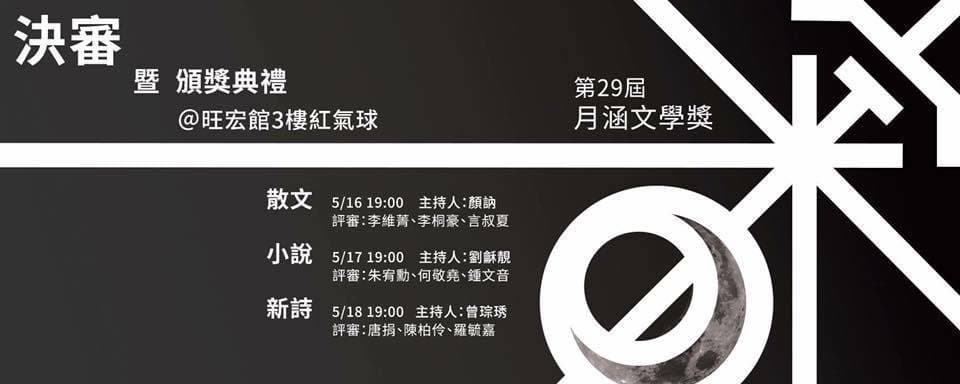 決審
暨 頒獎典禮
@旺宏館3樓紅氣球
第29屆
月涵文學獎
散文 5/16 19:00 主持人：顏訥
評審：李維菁、李桐豪、言叔夏
小說 5/17 19:00 主持人：劉龢靚
評審：朱宥勳、何敬堯、鍾文音
新詩 5/18 19:00 主持人：曾琮琇
評審：唐捐、陳柏伶、羅毓嘉